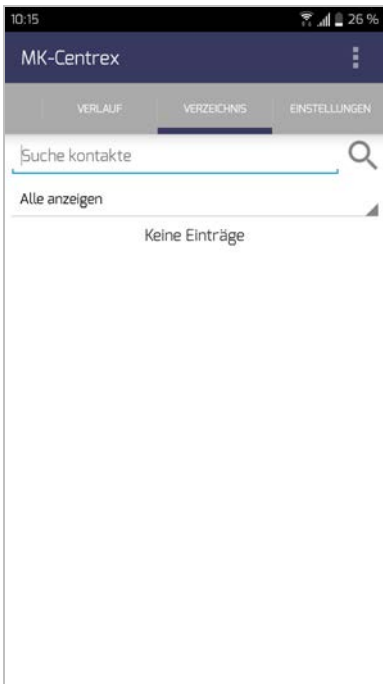 10:15 26 %
MK-Centrex
VERLAUF VERZEICHNIS EINSTELLUNGEN
Suche kontakte
Alle anzeigen
Keine Einträge